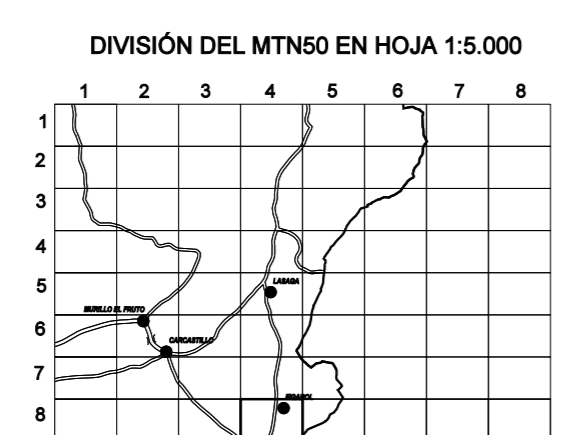 DIVISIÓN DEL MTN50 EN HOJA 1:5.000
1 2 3 4 5 6 7 8
1
2
3
4
5
LASAGA
MURILLO EL FRUTO
6
CARCASTILLO
7
8